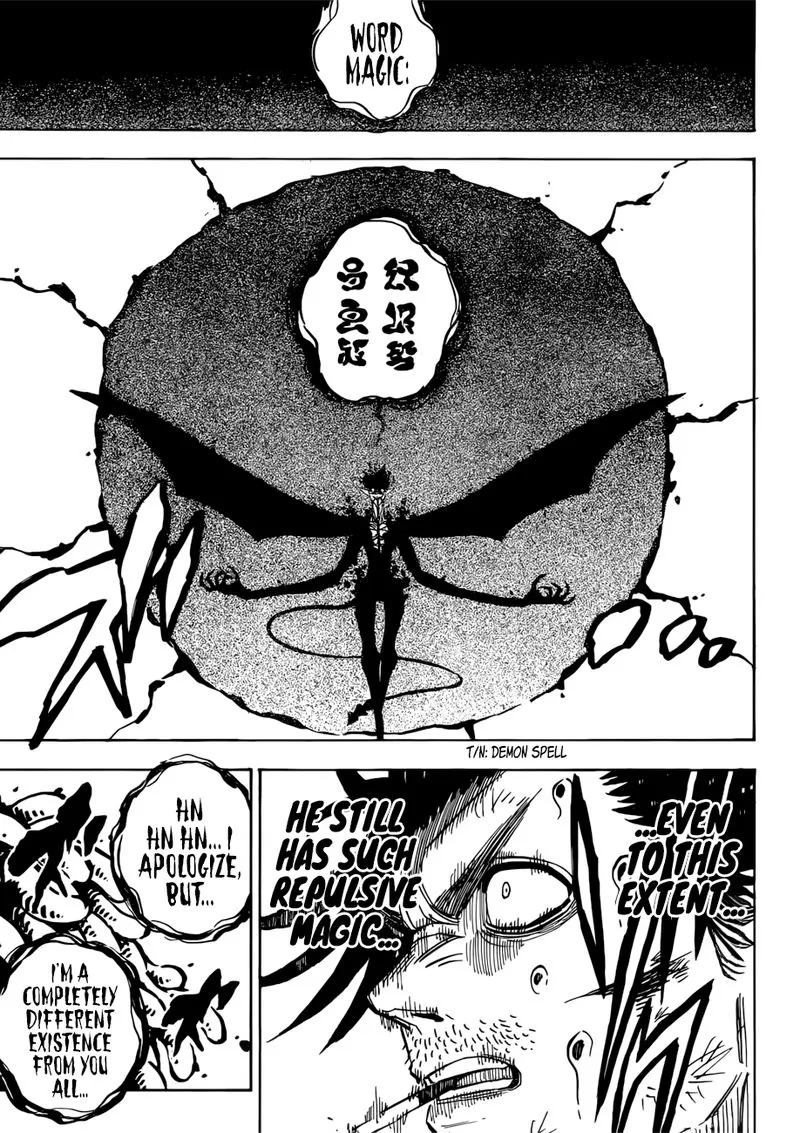 WORD
MAGIC:
T/N: DEMON SPELL
...EVEN
TO THIS
EXTENT...
HE STILL
HAS SUCH
REPULSIVE
MAGIC...
HN
HN HN... I
APOLOGIZE,
BUT...
I'M A
COMPLETELY
DIFFERENT
EXISTENCE
FROM YOU
ALL...